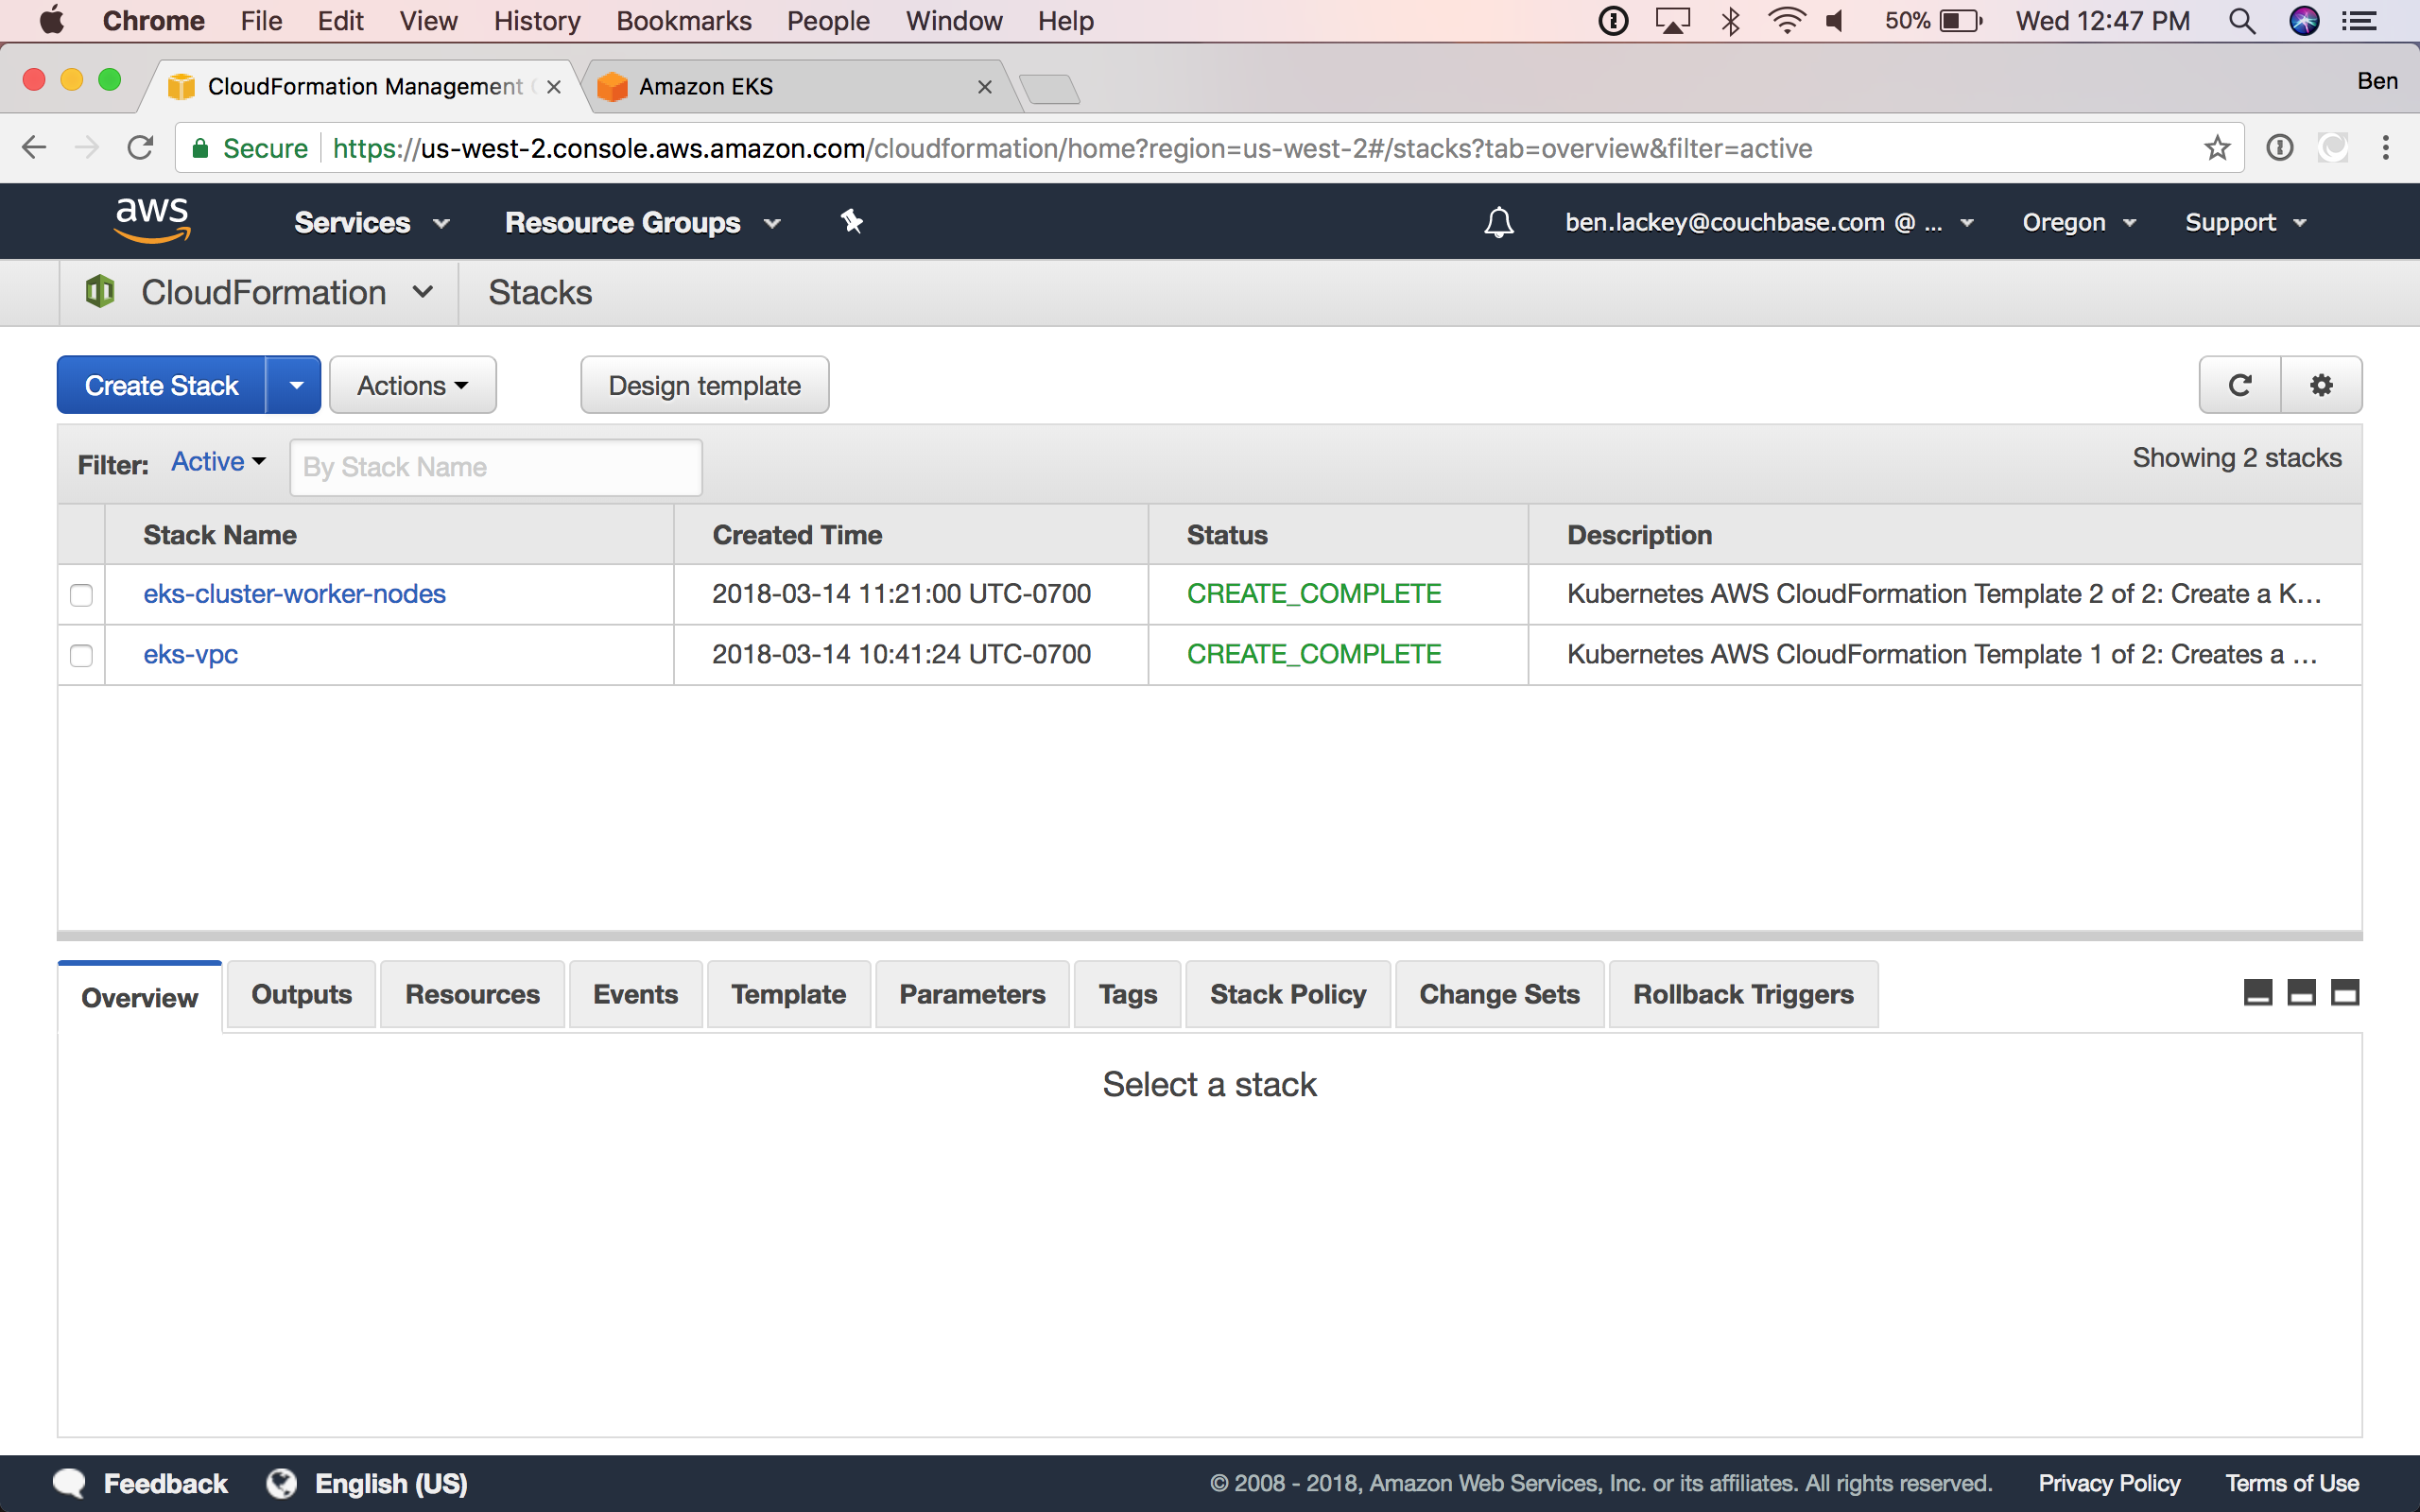 Chrome File Edit View History Bookmarks People Window Help 50% Wed 12:47 PM
CloudFormation Management Amazon EKS Ben
Secure https://us-west-2.console.aws.amazon.com/cloudformation/home?region=us-west-2#/stacks?tab=overview&filter=active
aws Services Resource Groups ben.lackey@couchbase.com @ ... Oregon Support
CloudFormation Stacks
Create Stack Actions Design template
Filter: Active By Stack Name Showing 2 stacks
Stack Name Created Time Status Description
eks-cluster-worker-nodes 2018-03-14 11:21:00 UTC-0700 CREATE_COMPLETE Kubernetes AWS CloudFormation Template 2 of 2: Create a K...
eks-vpc 2018-03-14 10:41:24 UTC-0700 CREATE_COMPLETE Kubernetes AWS CloudFormation Template 1 of 2: Creates a ...
Overview Outputs Resources Events Template Parameters Tags Stack Policy Change Sets Rollback Triggers
Select a stack
Feedback English (US) © 2008 - 2018, Amazon Web Services, Inc. or its affiliates. All rights reserved. Privacy Policy Terms of Use